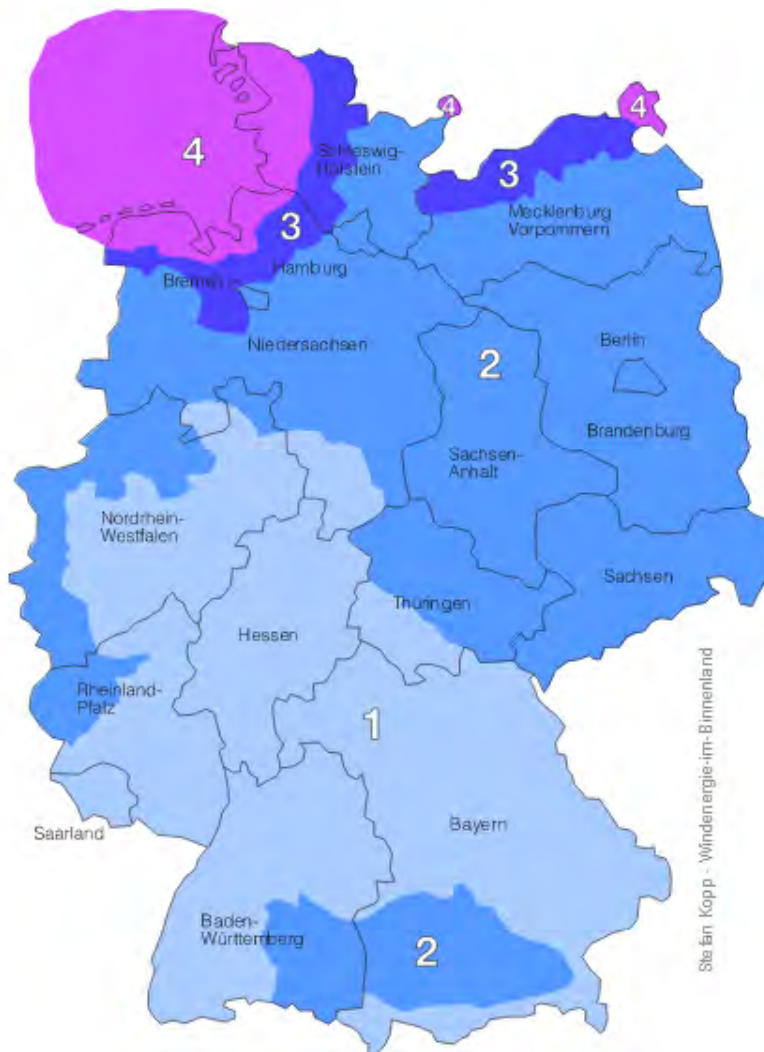 4
4
4
Schleswig-
Holstein
3
3
Mecklenburg
Vorpommern
Bremen
Hamburg
Niedersachsen
2
Berlin
Brandenburg
Sachsen-
Anhalt
Nordrhein-
Westfalen
Sachsen
Thüringen
Hessen
Rheinland-
Pfalz
1
Saarland
Bayern
Baden-
Württemberg
2
Stefan Kopp - Windenergie-im-Binnenland